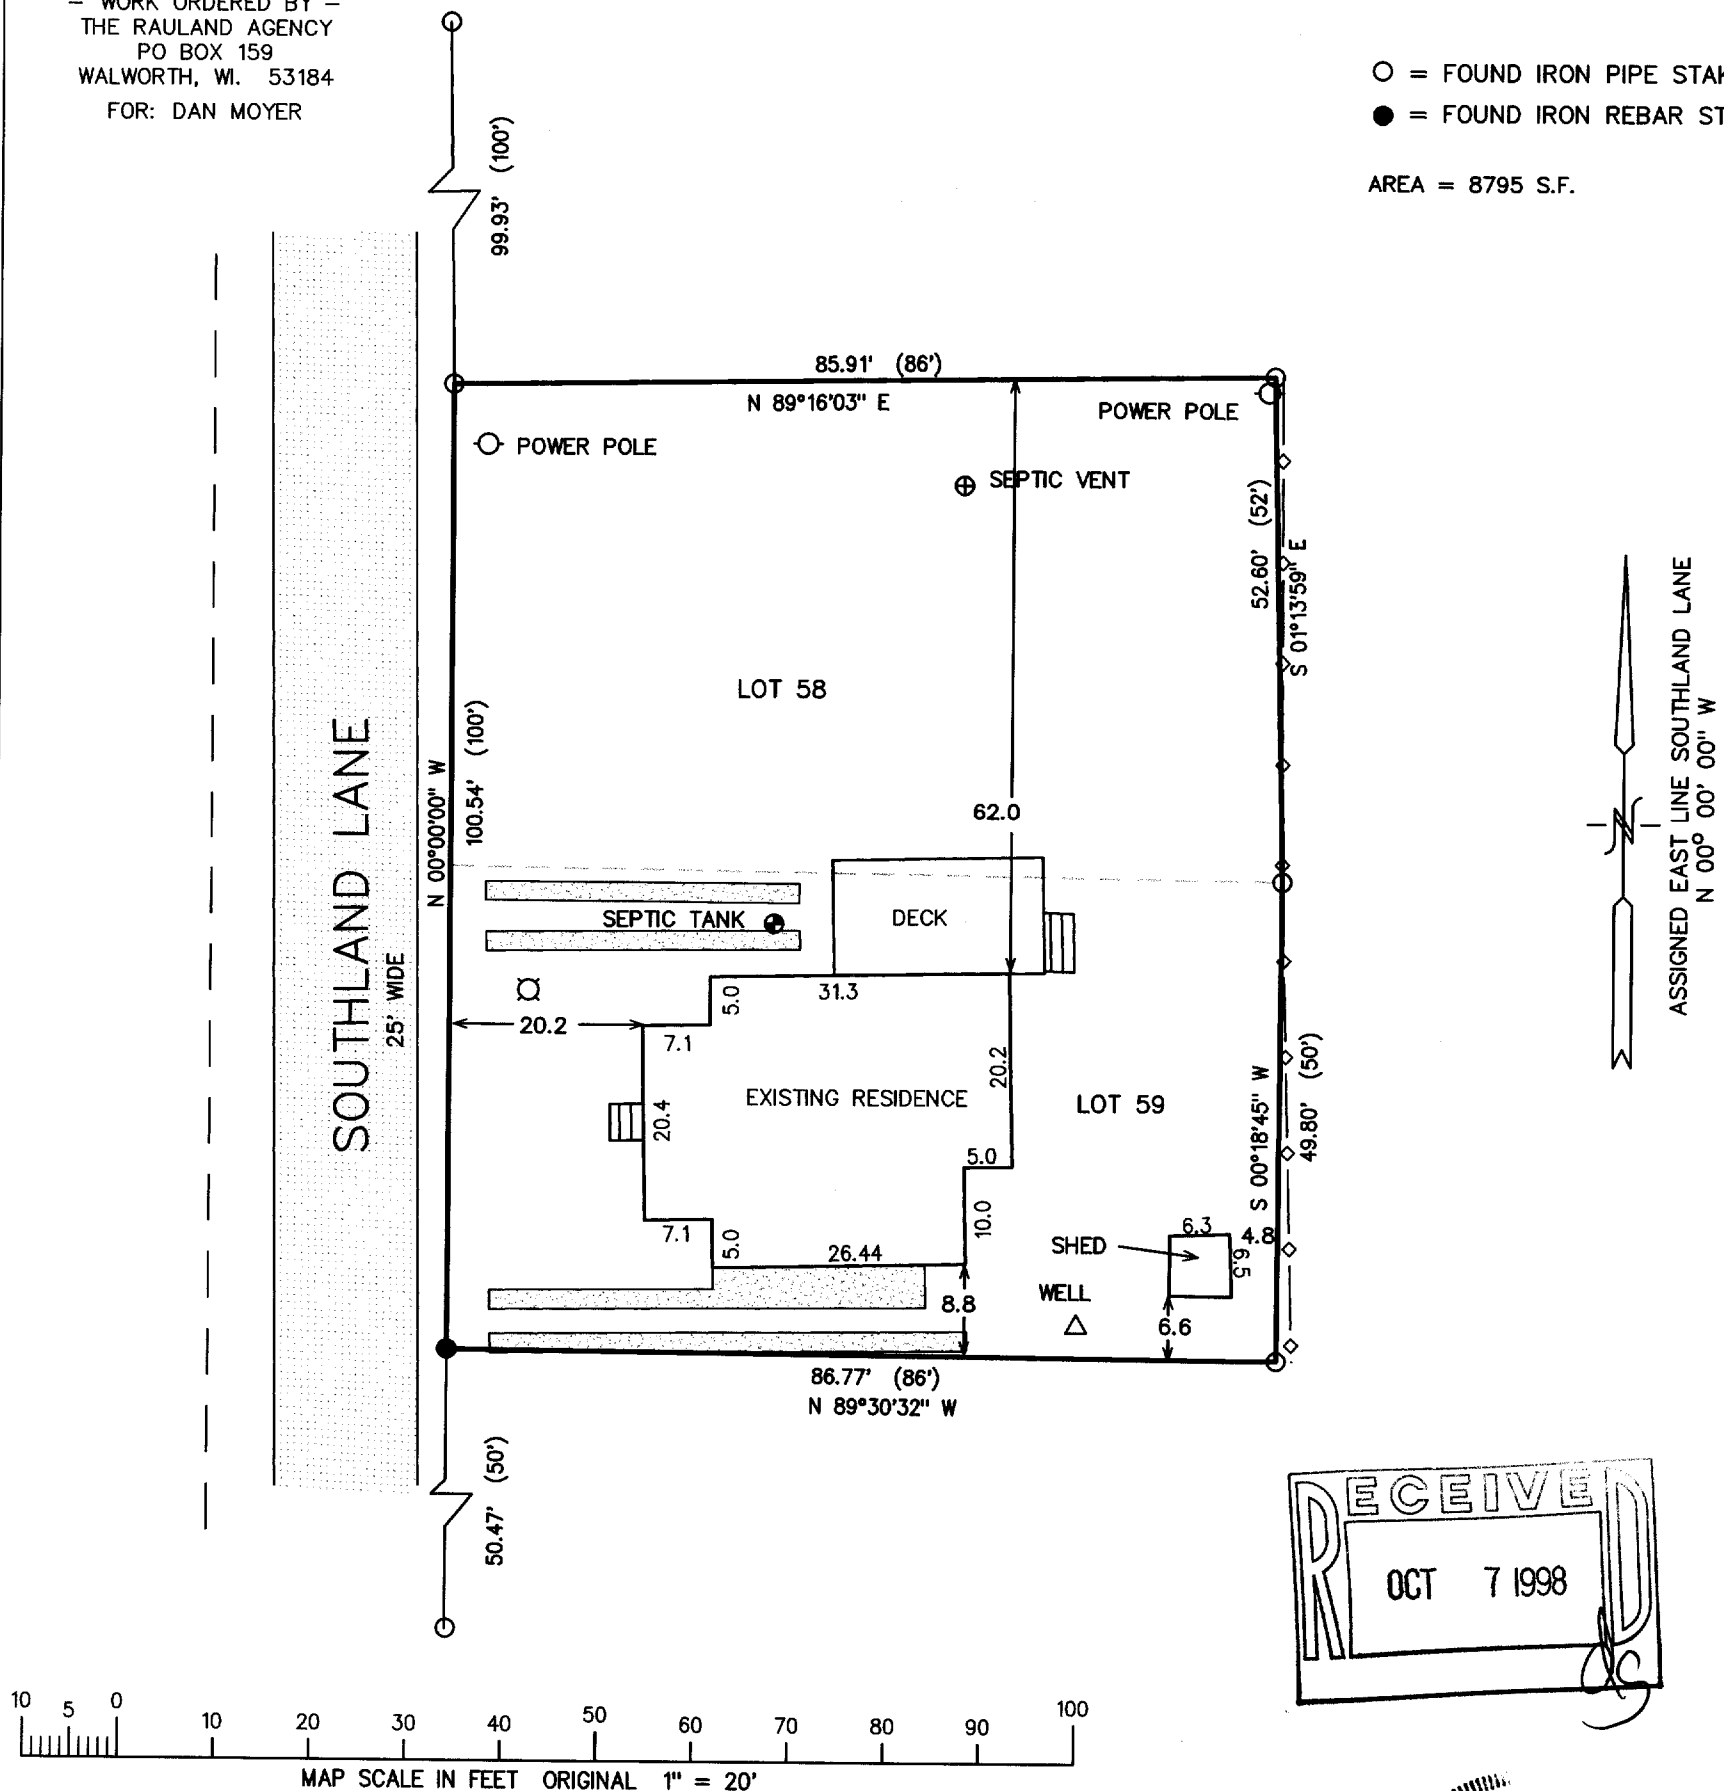 - WORK ORDERED BY -
THE RAULAND AGENCY
PO BOX 159
WALWORTH, WI. 53184
FOR: DAN MOYER
= FOUND IRON PIPE
= FOUND IRON REBAR
AREA = 8795 S.F.
99.93' (100')
85.91' (86')
N 89°16'03" E
POWER POLE
POWER POLE
SEPTIC VENT
52.60' (52')
S 01°13'59" E
LOT 58
62.0
N 00°00'00" W
100.54' (100')
SOUTHLAND LANE
25' WIDE
ASSIGNED EAST LINE SOUTHLAND LANE
N 00° 00' 00" W
N
SEPTIC TANK
DECK
31.3
5.0
20.2
7.1
20.4
EXISTING RESIDENCE
20.2
LOT 59
5.0
10.0
7.1
5.0
26.44
S 00°18'45" W
49.80' (50')
6.3
4.8
6.5
SHED
WELL
8.8
6.6
86.77' (86')
N 89°30'32" W
50.47' (50')
RECEIVED
OCT 7 1998
10 5 0 10 20 30 40 50 60 70 80 90 100
MAP SCALE IN FEET ORIGINAL 1" = 20'